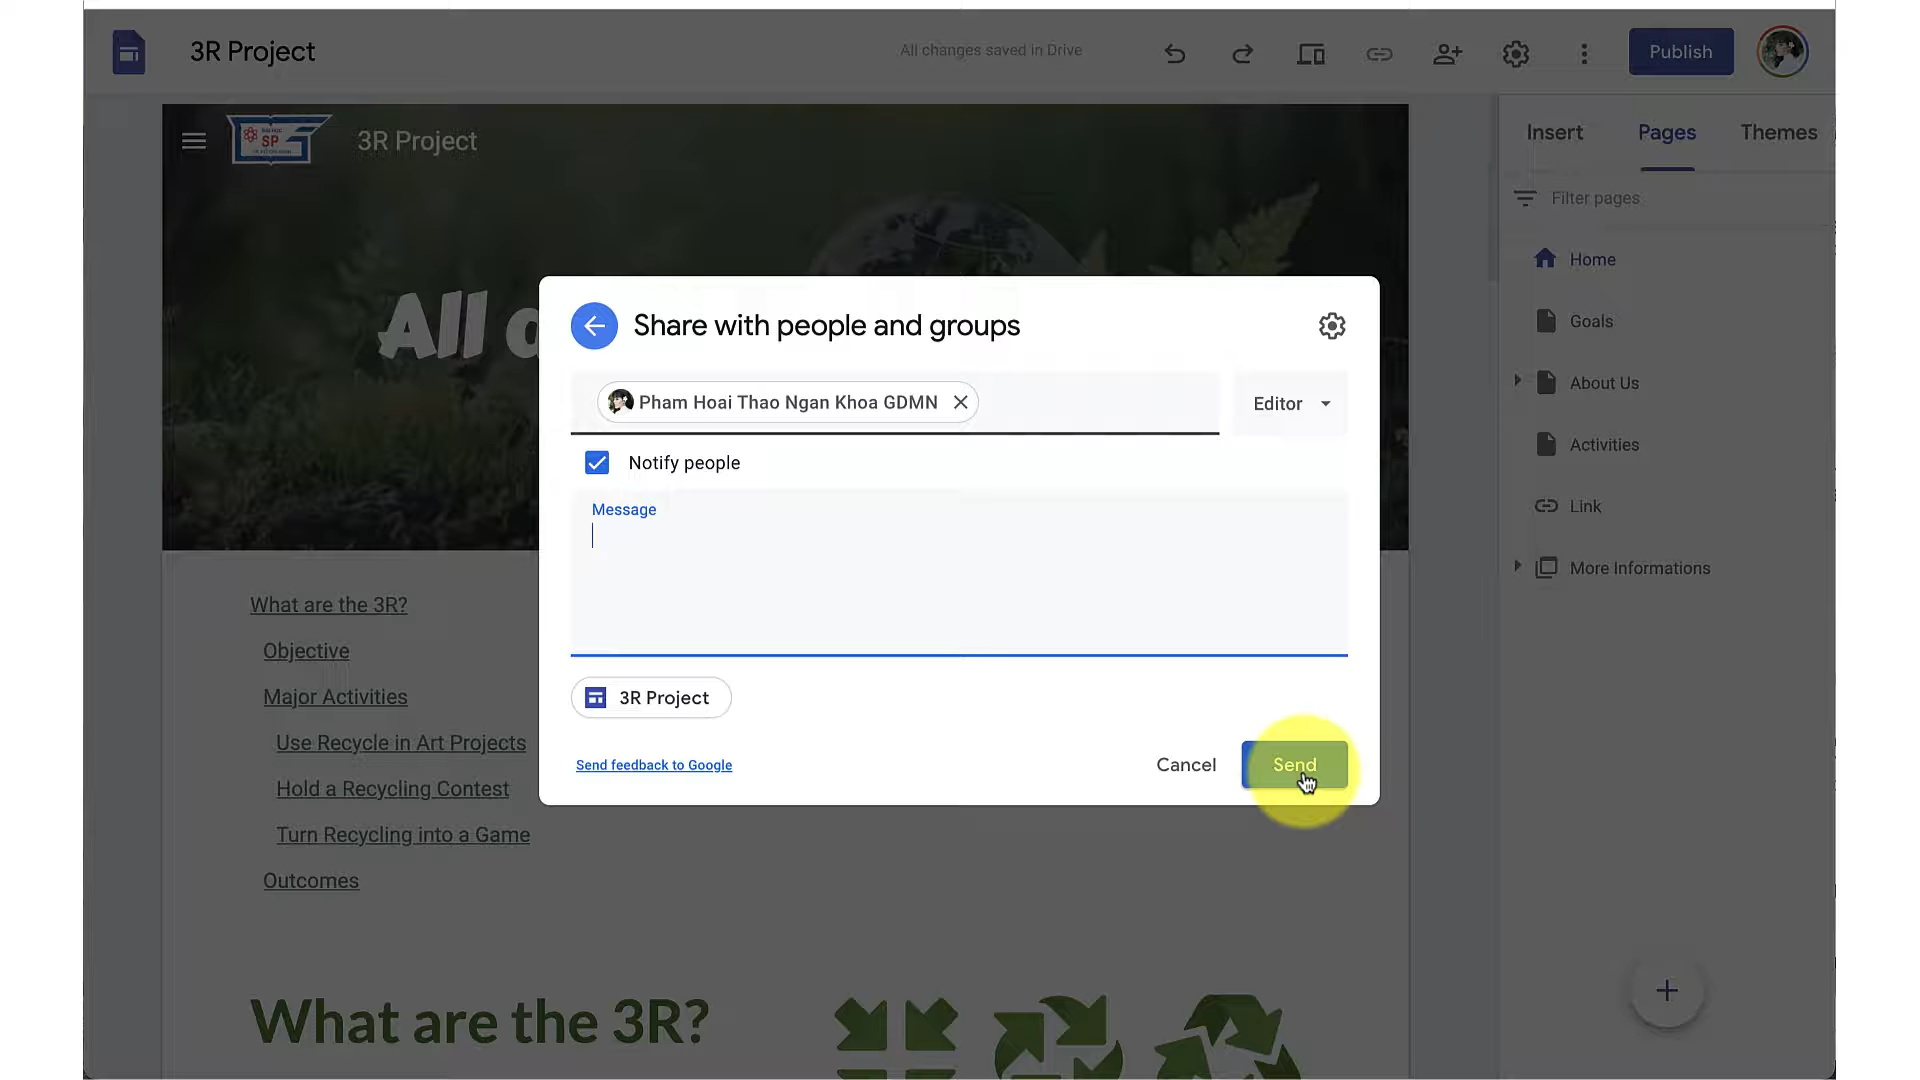 3R Project
All changes saved in Drive
Publish
SP
3R Project
Insert
Pages
Themes
Filter pages
All
Home
Goals
About Us
Activities
Link
More Informations
Share with people and groups
Pham Hoai Thao Ngan Khoa GDMN
Editor
Notify people
Message
3R Project
Send feedback to Google
Cancel
Send
What are the 3R?
Objective
Major Activities
Use Recycle in Art Projects
Hold a Recycling Contest
Turn Recycling into a Game
Outcomes
What are the 3R?